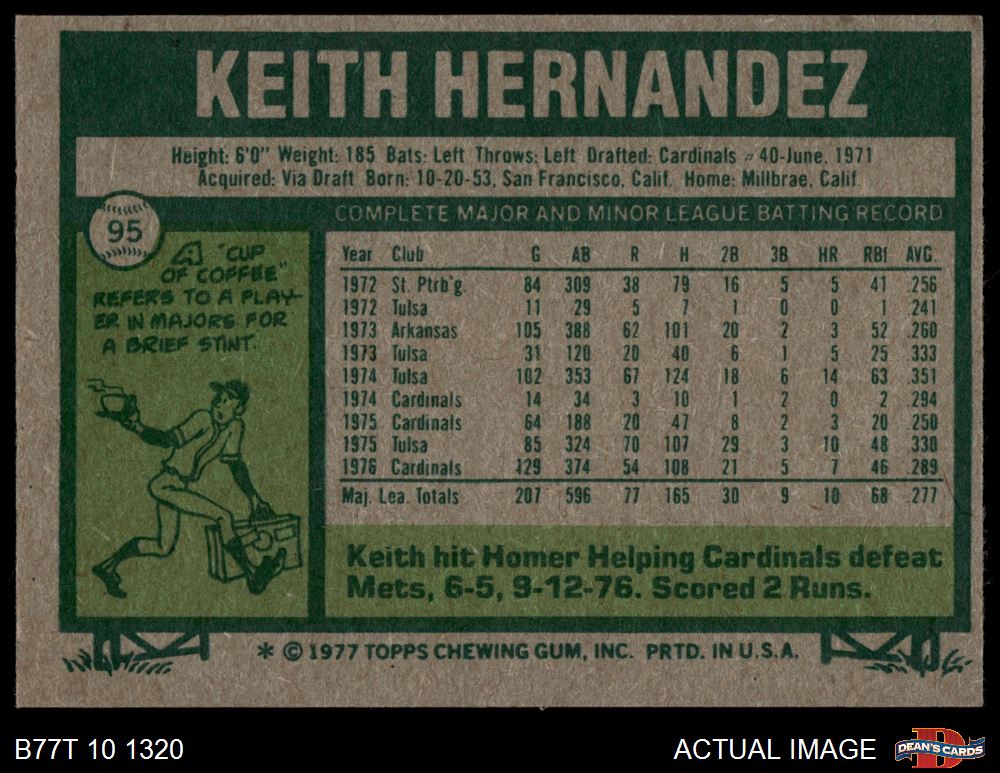 KEITH HERNANDEZ
Height: 6'0" Weight: 185 Bats: Left Throws: Left Drafted: Cardinals #40-June, 1971
Acquired: Via Draft Born: 10-20-53, San Francisco, Calif. Home: Millbrae, Calif.
95
COMPLETE MAJOR AND MINOR LEAGUE BATTING RECORD
A "CUP
OF COFFEE"
REFERS TO A PLAY-
ER IN MAJORS FOR
A BRIEF STINT.
Year Club G AB R H 2B 3B HR RBI AVG.
1972 St. Ptrb'g. 84 309 38 79 16 5 5 41 .256
1972 Tulsa 11 29 5 7 1 0 0 1 .241
1973 Arkansas 105 388 62 101 20 2 3 52 .260
1973 Tulsa 31 120 20 40 6 1 5 25 .333
1974 Tulsa 102 353 67 124 18 6 14 63 .351
1974 Cardinals 14 34 3 10 1 2 0 2 .294
1975 Cardinals 64 188 20 47 8 2 3 20 .250
1975 Tulsa 85 324 70 107 29 3 10 48 .330
1976 Cardinals 129 374 54 108 21 5 7 46 .289
Maj. Lea. Totals 207 596 77 165 30 9 10 68 .277
Keith hit Homer Helping Cardinals defeat
Mets, 6-5, 9-12-76. Scored 2 Runs.
* © 1977 TOPPS CHEWING GUM, INC. PRTD. IN U.S.A.
B77T 10 1320
ACTUAL IMAGE
D
DEAN'S CARDS